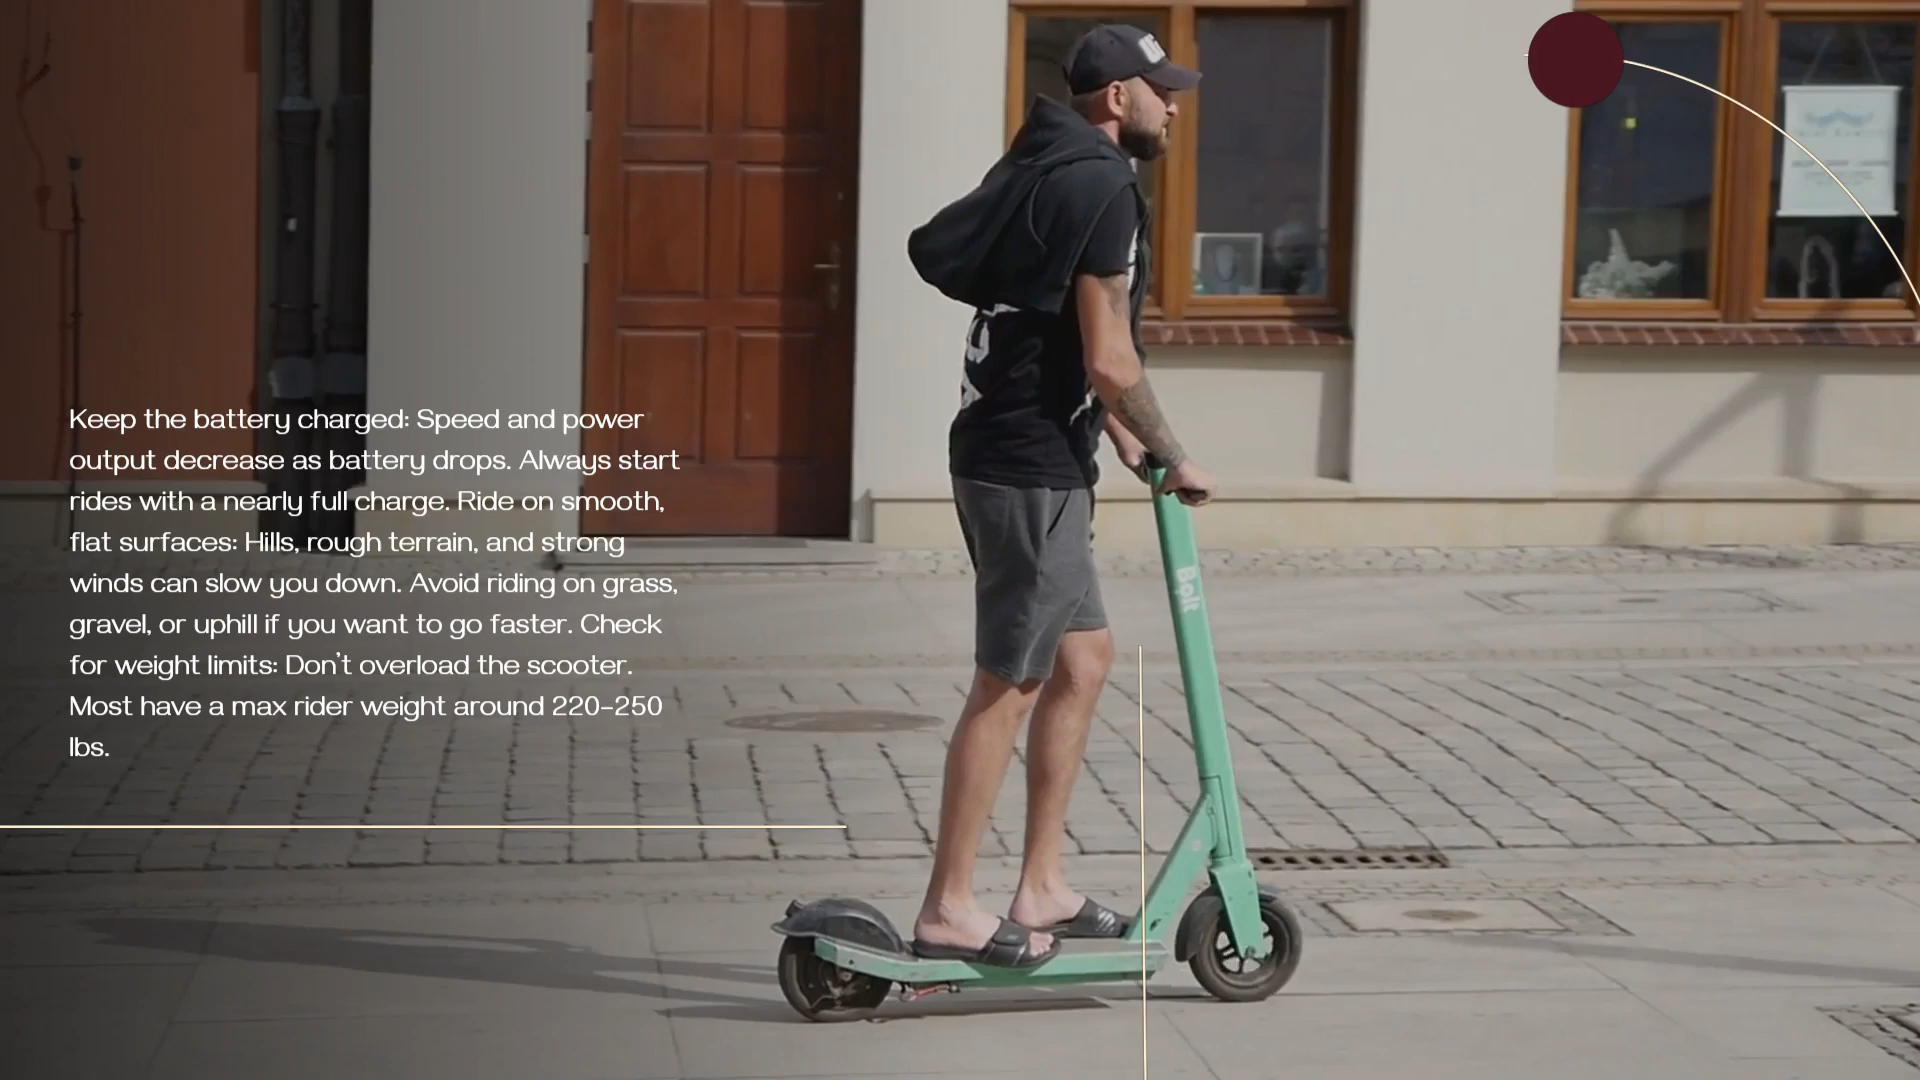 Keep the battery charged: Speed and power
output decrease as battery drops. Always start
rides with a nearly full charge. Ride on smooth,
flat surfaces: Hills, rough terrain, and strong
winds can slow you down. Avoid riding on grass,
gravel, or uphill if you want to go faster. Check
for weight limits: Don't overload the scooter.
Most have a max rider weight around 220-250
lbs.
Bolt